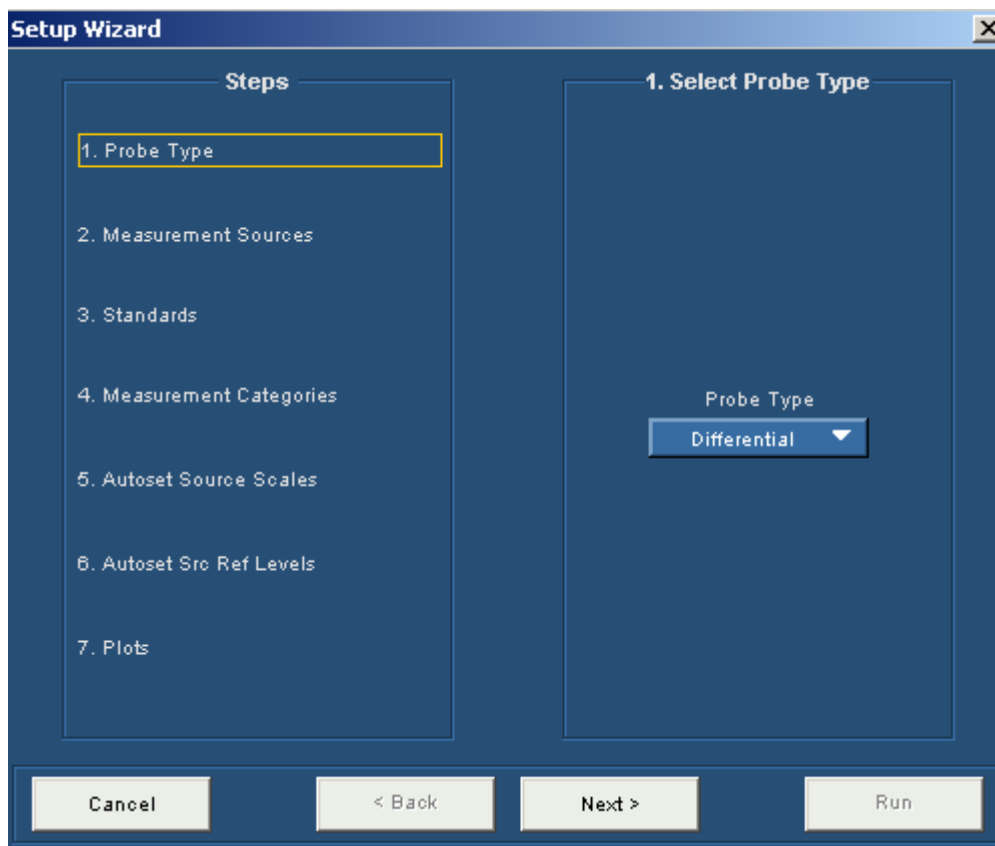 Setup Wizard
Steps
1. Probe Type
2. Measurement Sources
3. Standards
4. Measurement Categories
5. Autoset Source Scales
6. Autoset Src Ref Levels
7. Plots
1. Select Probe Type
Probe Type
Differential
Cancel
< Back
Next >
Run